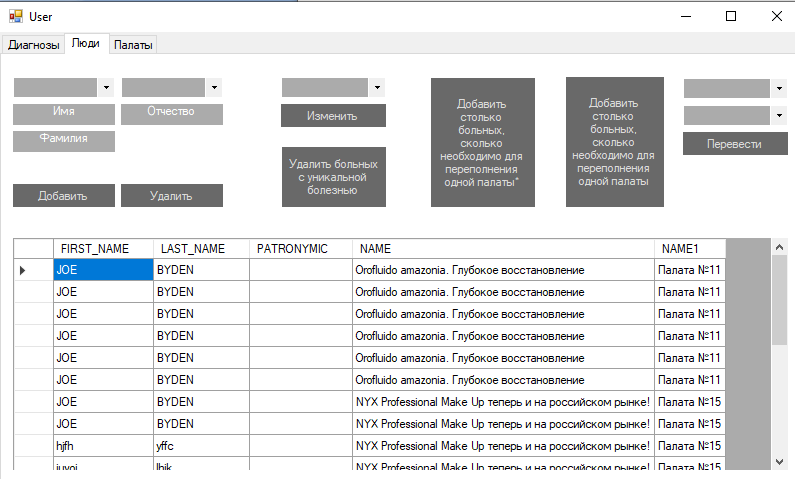 User
Диагнозы Люди Палаты
Имя Отчество
Фамилия
Добавить Удалить
Изменить
Удалить больных
с уникальной
болезнью
Добавить
столько
больных,
сколько
необходимо для
переполнения
одной палаты*
Добавить
столько
больных,
сколько
необходимо для
переполнения
одной палаты
Перевести
FIRST_NAME LAST_NAME PATRONYMIC NAME NAME1
JOE BYDEN Orofluido amazonia. Глубокое восстановление Палата №11
JOE BYDEN Orofluido amazonia. Глубокое восстановление Палата №11
JOE BYDEN Orofluido amazonia. Глубокое восстановление Палата №11
JOE BYDEN Orofluido amazonia. Глубокое восстановление Палата №11
JOE BYDEN Orofluido amazonia. Глубокое восстановление Палата №11
JOE BYDEN Orofluido amazonia. Глубокое восстановление Палата №11
JOE BYDEN NYX Professional Make Up теперь и на российском рынке! Палата №15
JOE BYDEN NYX Professional Make Up теперь и на российском рынке! Палата №15
hjfh yffc NYX Professional Make Up теперь и на российском рынке! Палата №15
NYX Professional Make Up теперь и на российском рынке! Палата №15